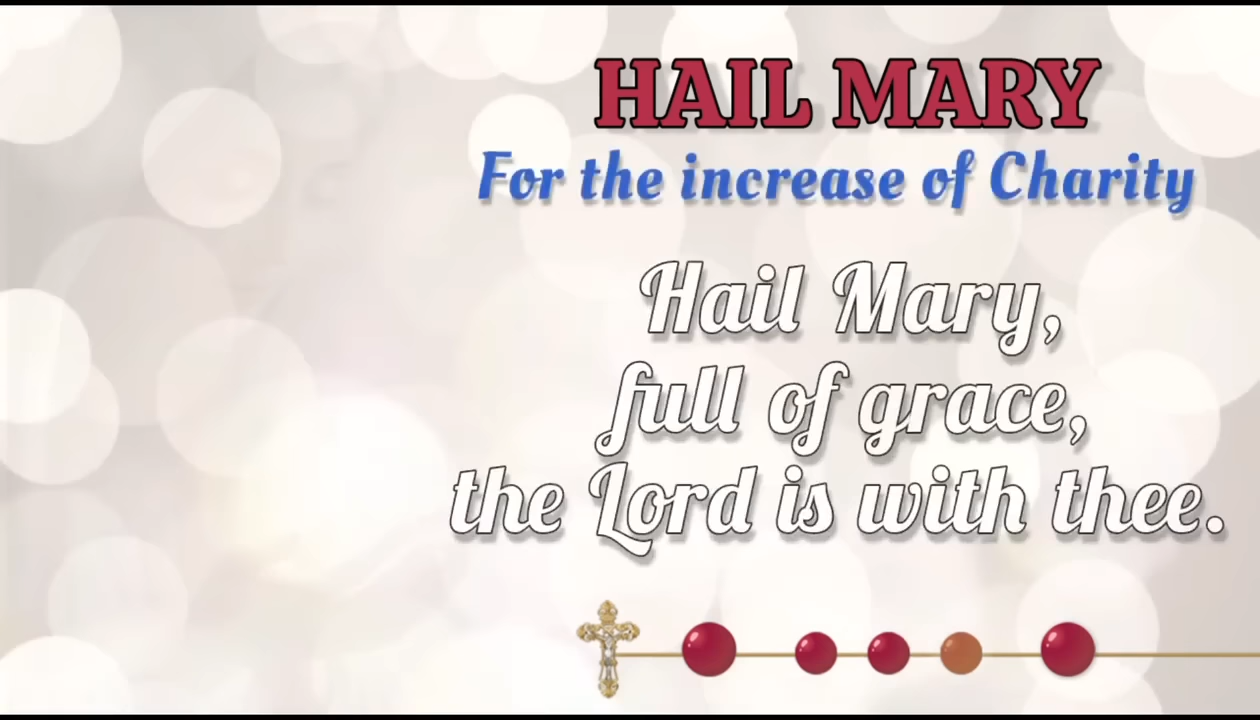 HAIL MARY
For the increase of Charity
Hail Mary,
full of grace,
the Lord is with thee.